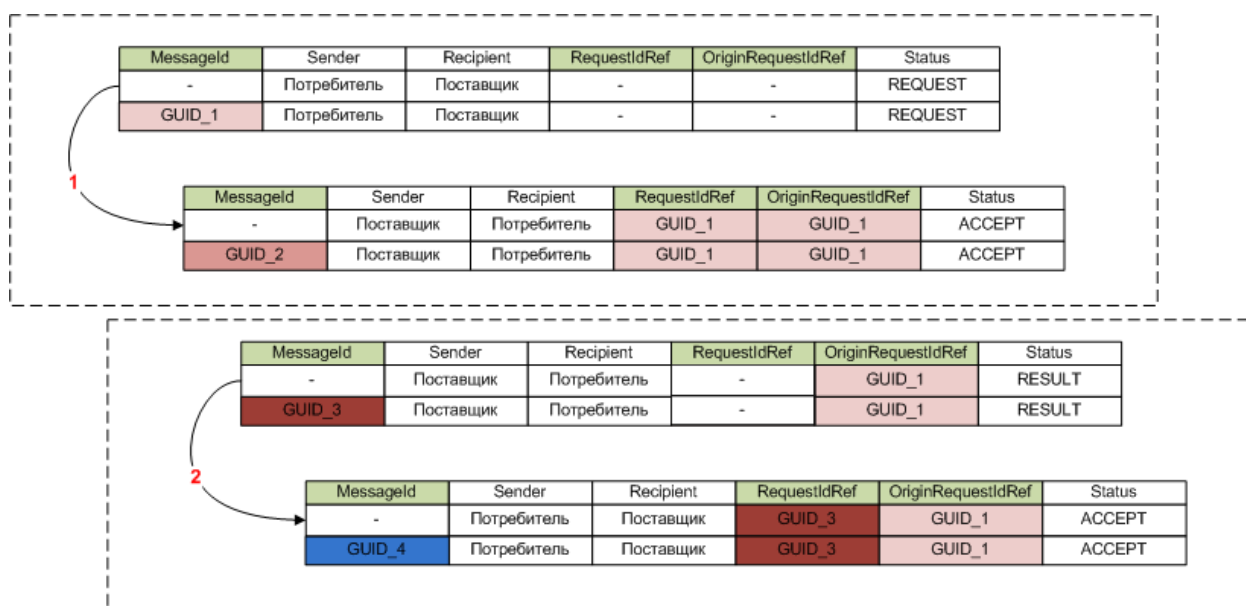 MessageId Sender Recipient RequestIdRef OriginRequestIdRef Status
- Потребитель Поставщик - - REQUEST
GUID_1 Потребитель Поставщик - - REQUEST
1
MessageId Sender Recipient RequestIdRef OriginRequestIdRef Status
- Поставщик Потребитель GUID_1 GUID_1 ACCEPT
GUID_2 Поставщик Потребитель GUID_1 GUID_1 ACCEPT
MessageId Sender Recipient RequestIdRef OriginRequestIdRef Status
- Поставщик Потребитель - GUID_1 RESULT
GUID_3 Поставщик Потребитель - GUID_1 RESULT
2
MessageId Sender Recipient RequestIdRef OriginRequestIdRef Status
- Потребитель Поставщик GUID_3 GUID_1 ACCEPT
GUID_4 Потребитель Поставщик GUID_3 GUID_1 ACCEPT